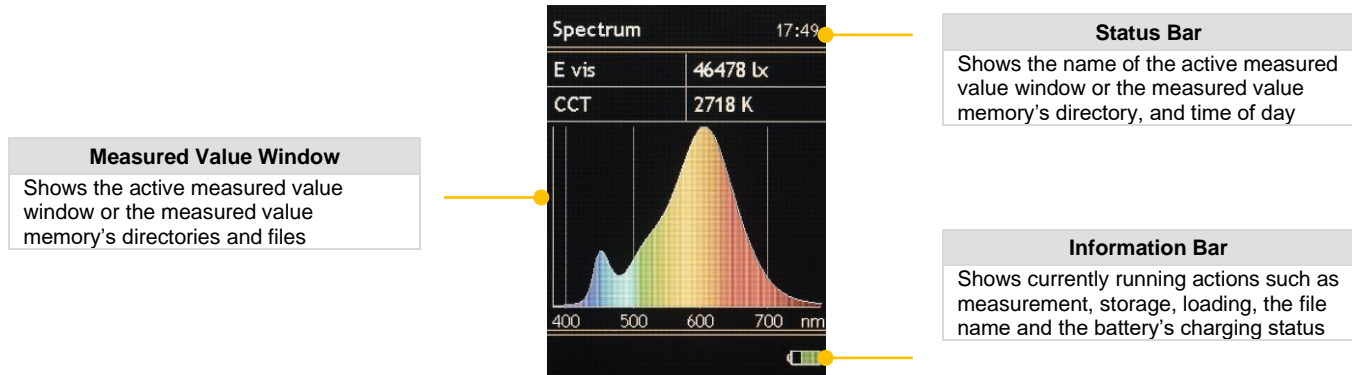 Measured Value Window
Shows the active measured value
window or the measured value
memory's directories and files
Spectrum 17:49
E vis 46478 lx
CCT 2718 K
400 500 600 700 nm
Status Bar
Shows the name of the active measured
value window or the measured value
memory's directory, and time of day
Information Bar
Shows currently running actions such as
measurement, storage, loading, the file
name and the battery's charging status